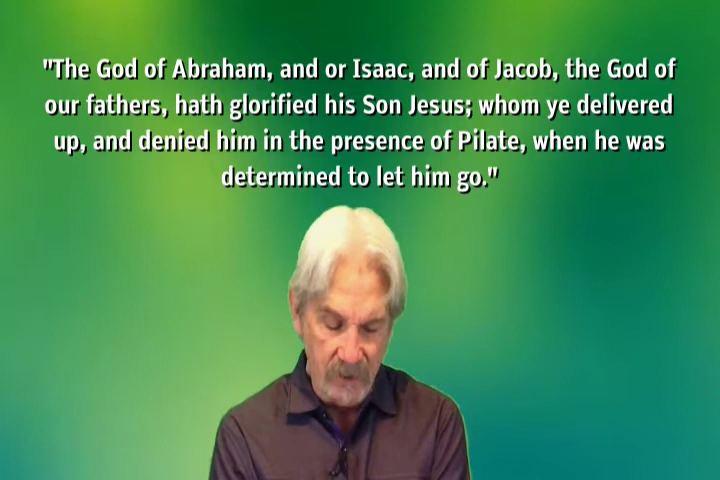 "The God of Abraham, and or Isaac, and of Jacob, the God of
our fathers, hath glorified his Son Jesus; whom ye delivered
up, and denied him in the presence of Pilate, when he was
determined to let him go."